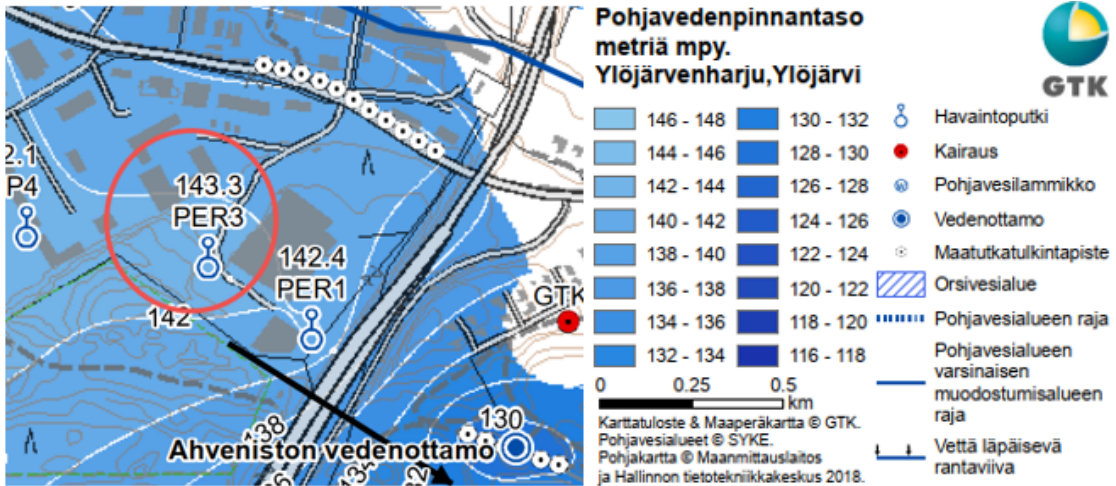 2.1
P4
143.3
PER3
142.4
PER1
142
GTK
138
130
Ahveniston vedenottamo
134
Pohjavedenpinnantaso
metriä mpy.
Ylöjärvenharju,Ylöjärvi
GTK
146 - 148
144 - 146
142 - 144
140 - 142
138 - 140
136 - 138
134 - 136
132 - 134
130 - 132
128 - 130
126 - 128
124 - 126
122 - 124
120 - 122
118 - 120
116 - 118
Havaintoputki
Kairaus
Pohjavesilammikko
Vedenottamo
Maatutkatulkintapiste
Orsivesialue
Pohjavesialueen raja
Pohjavesialueen
varsinaisen
muodostumisalueen
raja
Vettä läpäisevä
rantaviiva
0 0.25 0.5
km
Karttatuloste & Maaperäkartta © GTK.
Pohjavesialueet © SYKE.
Pohjakartta © Maanmittauslaitos
ja Hallinnon tietotekniikkakeskus 2018.